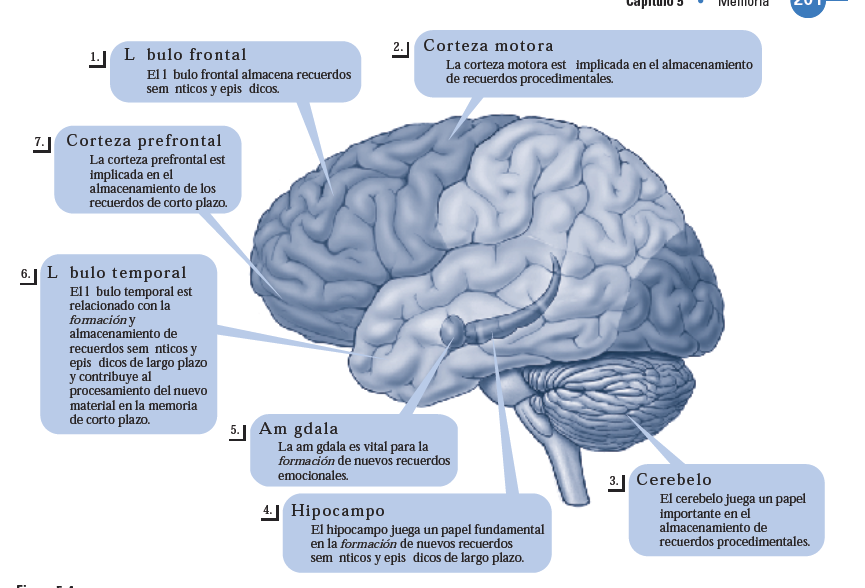 Capítulo 5 • Memoria 201
1. L bulo frontal
El l bulo frontal almacena recuerdos
sem nticos y epis dicos.
2. Corteza motora
La corteza motora est implicada en el almacenamiento
de recuerdos procedimentales.
7. Corteza prefrontal
La corteza prefrontal est
implicada en el
almacenamiento de los
recuerdos de corto plazo.
6. L bulo temporal
El l bulo temporal est
relacionado con la
formación y
almacenamiento de
recuerdos sem nticos y
epis dicos de largo plazo
y contribuye al
procesamiento del nuevo
material en la memoria
de corto plazo.
5. Am gdala
La am gdala es vital para la
formación de nuevos recuerdos
emocionales.
4. Hipocampo
El hipocampo juega un papel fundamental
en la formación de nuevos recuerdos
sem nticos y epis dicos de largo plazo.
3. Cerebelo
El cerebelo juega un papel
importante en el
almacenamiento de
recuerdos procedimentales.